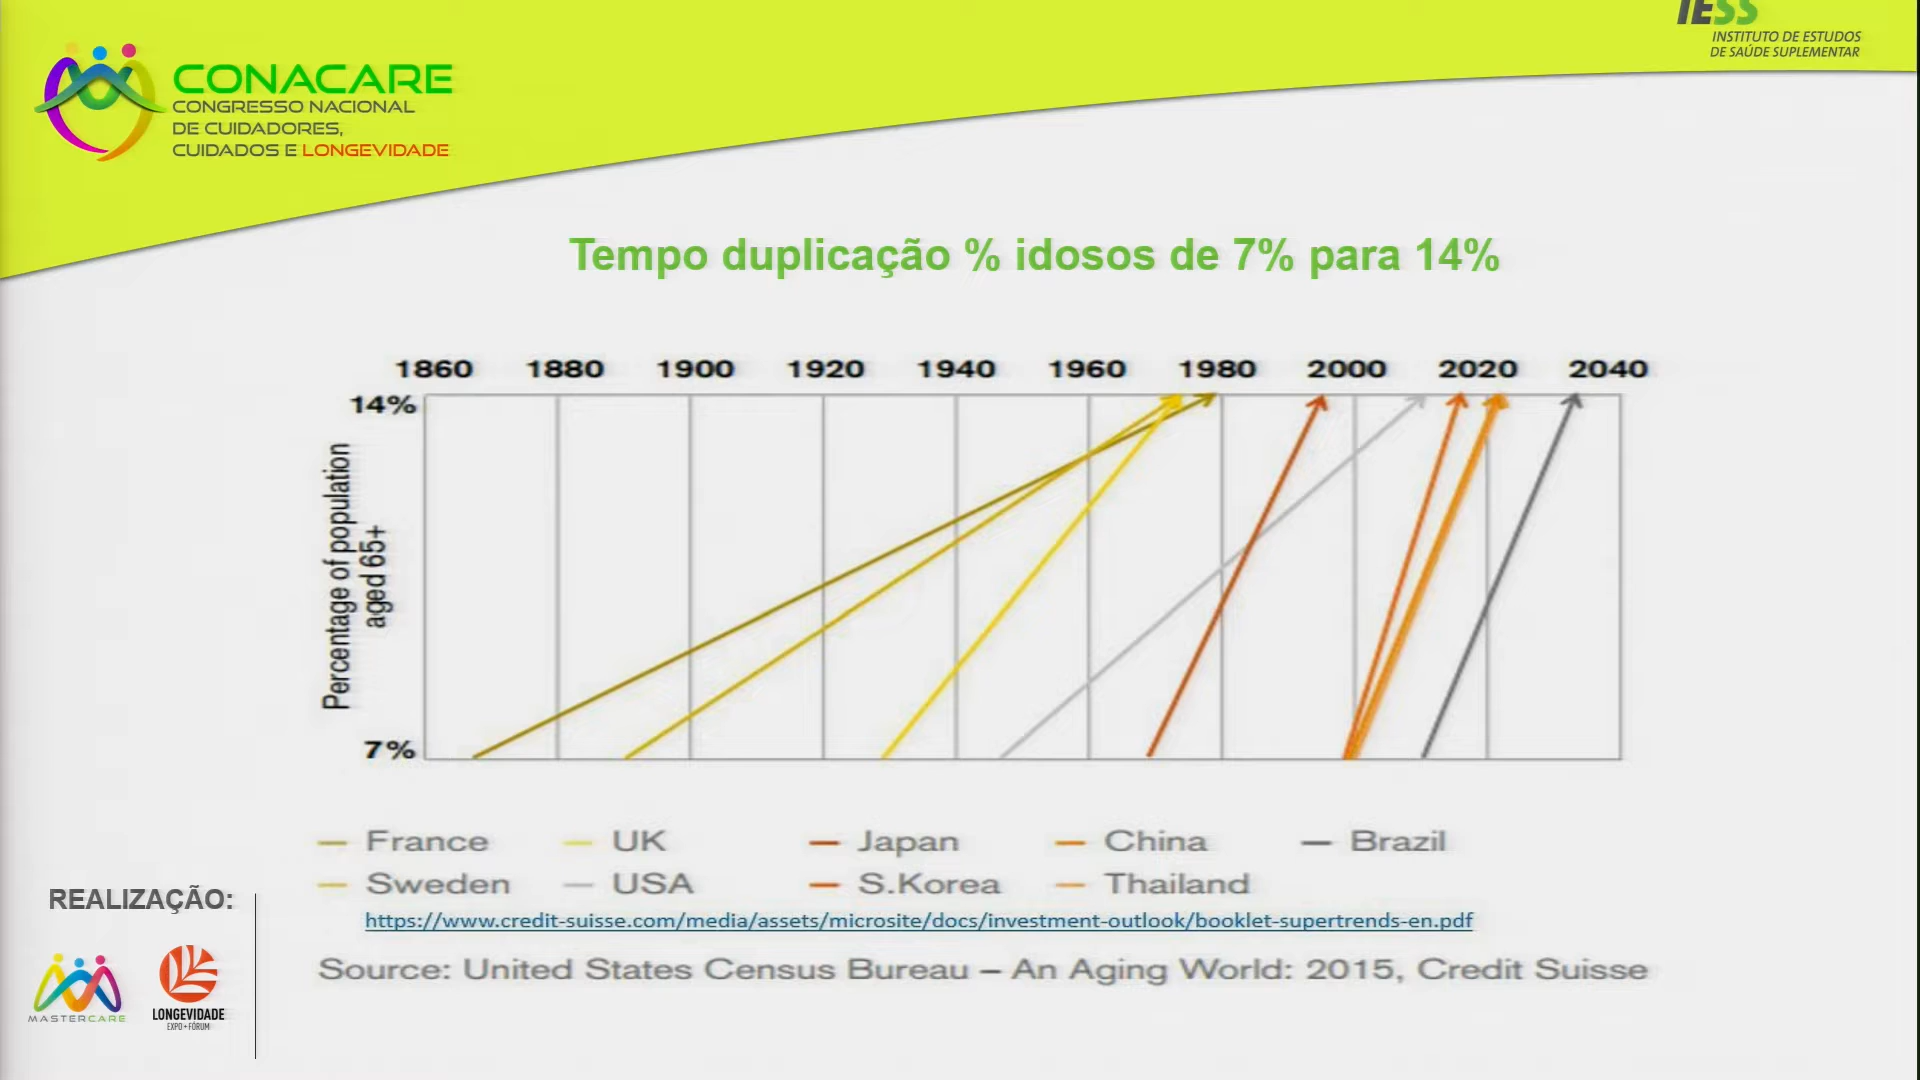 IESS
INSTITUTO DE ESTUDOS
DE SAÚDE SUPLEMENTAR
CONACARE
CONGRESSO NACIONAL
DE CUIDADORES,
CUIDADOS E LONGEVIDADE
Tempo duplicação % idosos de 7% para 14%
1860 1880 1900 1920 1940 1960 1980 2000 2020 2040
14%
Percentage of population
aged 65+
7%
France UK Japan China Brazil
Sweden USA S.Korea Thailand
https://www.credit-suisse.com/media/assets/microsite/docs/investment-outlook/booklet-supertrends-en.pdf
Source: United States Census Bureau – An Aging World: 2015, Credit Suisse
REALIZAÇÃO:
MASTERCARE
LONGEVIDADE
EXPO+FÓRUM